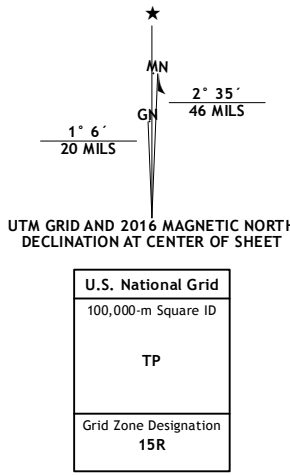 ★
MN
GN
2° 35´
46 MILS
1° 6´
20 MILS
UTM GRID AND 2016 MAGNETIC NORTH
DECLINATION AT CENTER OF SHEET
U.S. National Grid
100,000-m Square ID
TP
Grid Zone Designation
15R